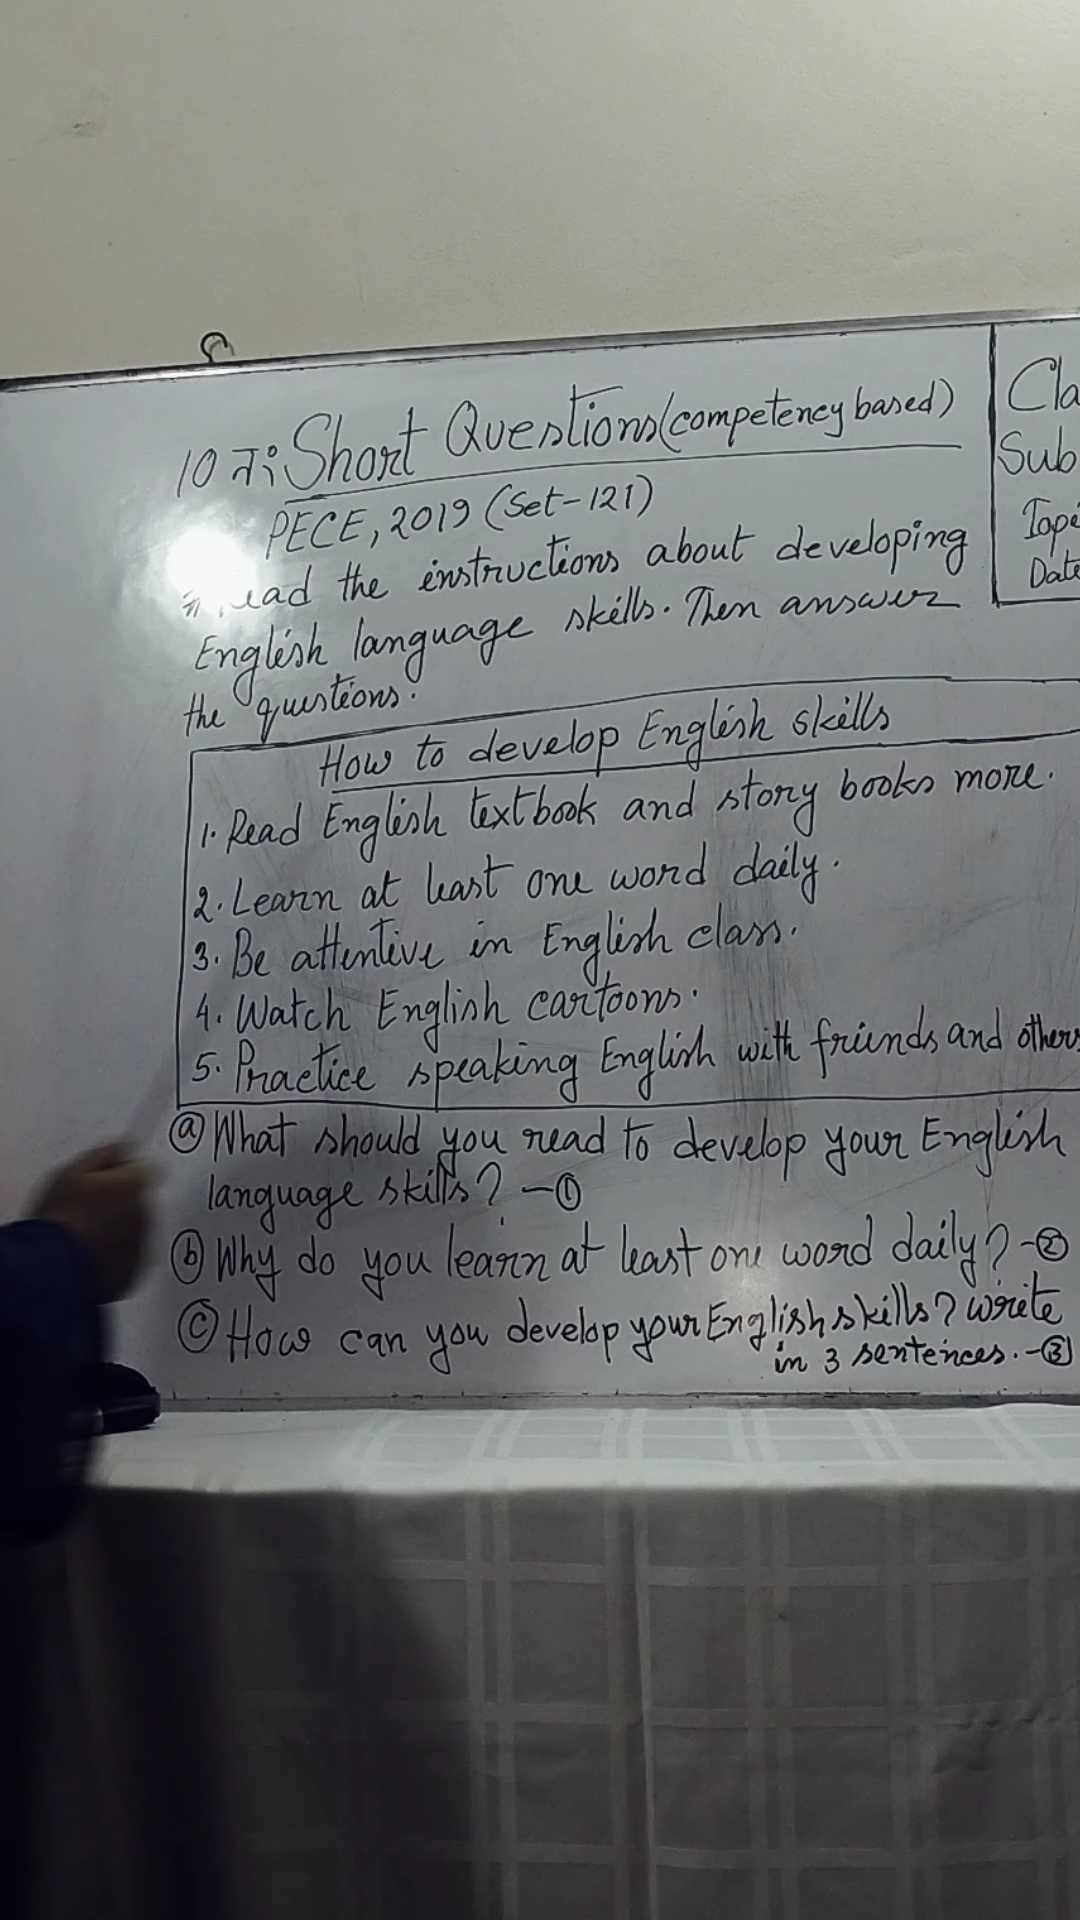 10 নং Short Questions (competency based)
PECE, 2019 (Set-121)
the instructions about developing
English language skills. Then answer
the questions.
How to develop English skills
1. Read English textbook and story books more.
2. Learn at least one word daily.
3. Be attentive in English class.
4. Watch English cartoons.
5. Practice speaking English with friends and others
ⓐ What should you read to develop your English
language skills? – ①
ⓑ Why do you learn at least one word daily? – ②
ⓒ How can you develop your English skills? write
in 3 sentences. – ③
Cla
Sub
Topi
Date